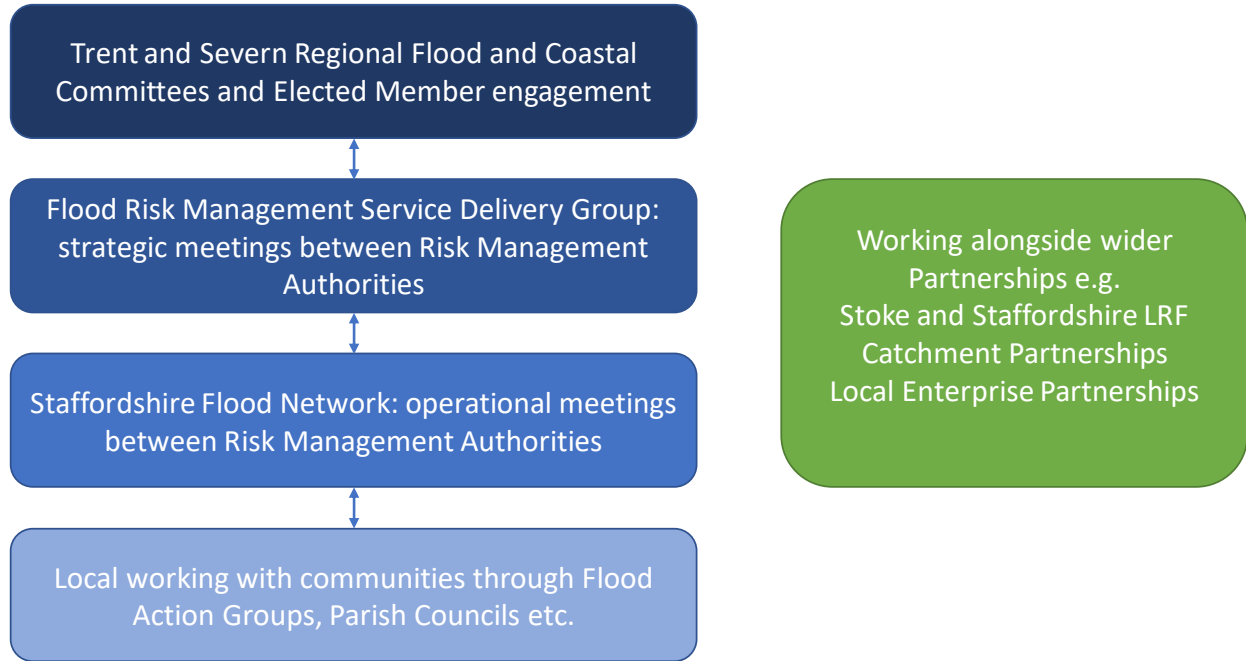 Trent and Severn Regional Flood and Coastal
Committees and Elected Member engagement
Flood Risk Management Service Delivery Group:
strategic meetings between Risk Management
Authorities
Staffordshire Flood Network: operational meetings
between Risk Management Authorities
Local working with communities through Flood
Action Groups, Parish Councils etc.
Working alongside wider
Partnerships e.g.
Stoke and Staffordshire LRF
Catchment Partnerships
Local Enterprise Partnerships